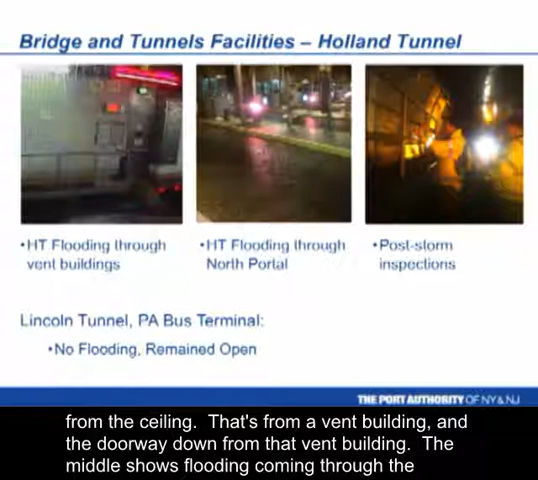 Bridge and Tunnels Facilities – Holland Tunnel
•HT Flooding through
vent buildings
•HT Flooding through
North Portal
•Post-storm
inspections
Lincoln Tunnel, PA Bus Terminal:
•No Flooding, Remained Open
THE PORT AUTHORITY OF NY & NJ
from the ceiling.  That's from a vent building, and
the doorway down from that vent building.  The
middle shows flooding coming through the